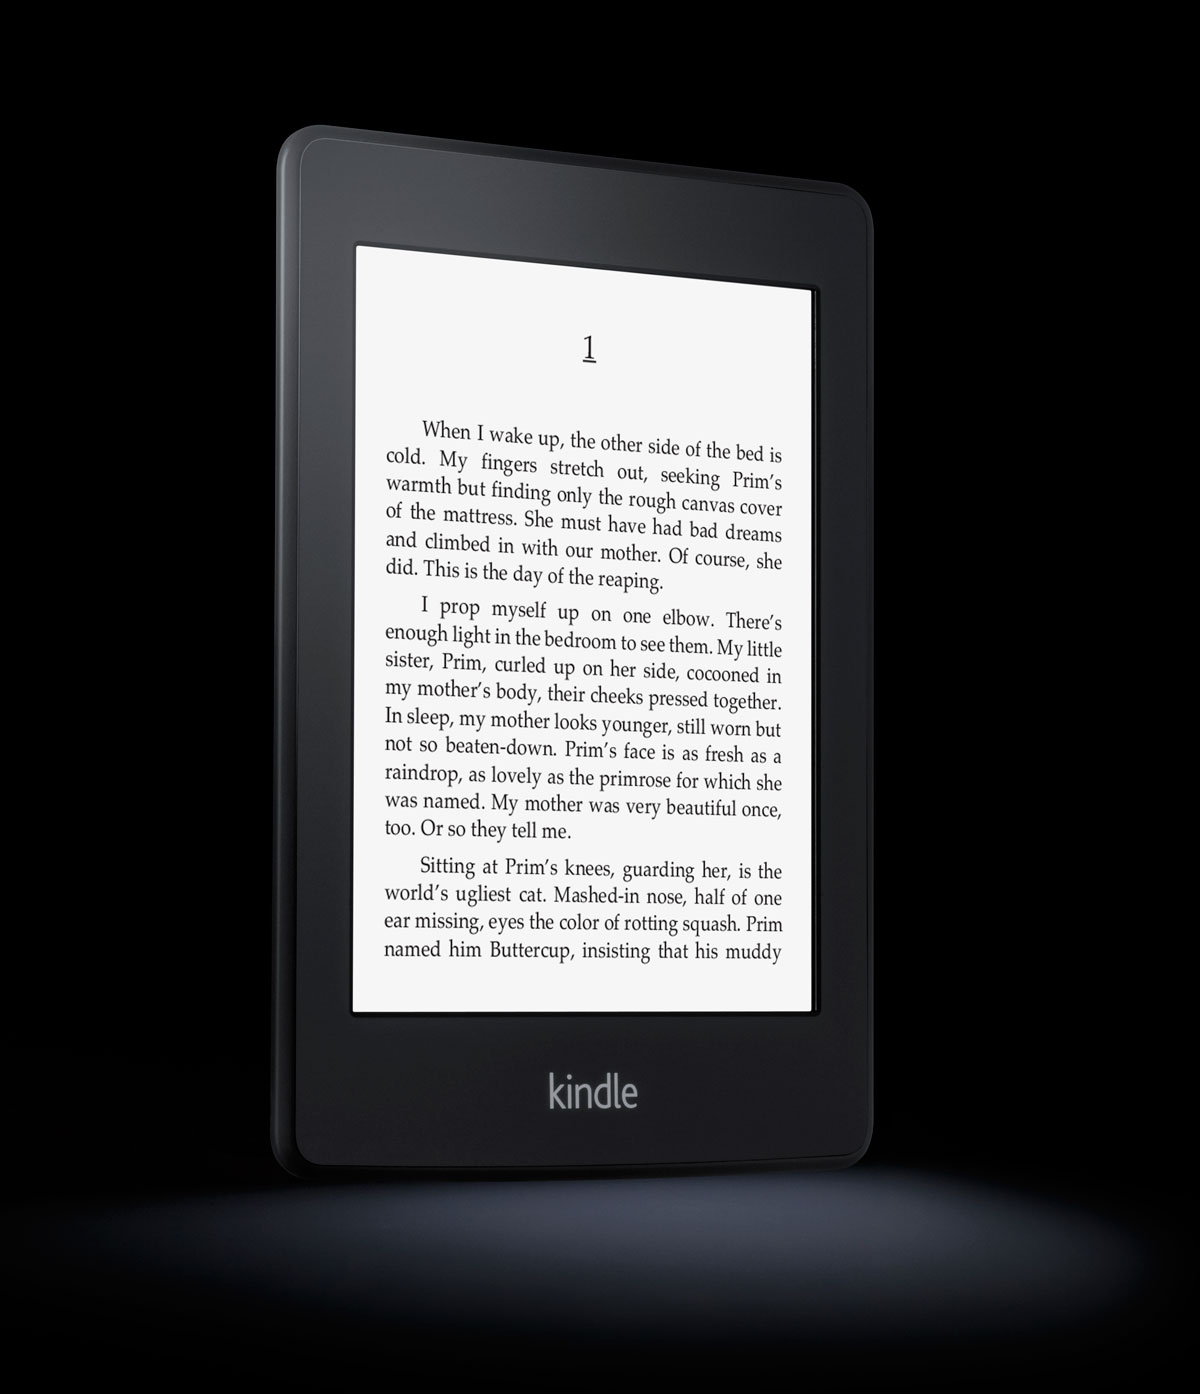 1
When I wake up, the other side of the bed is
cold. My fingers stretch out, seeking Prim's
warmth but finding only the rough canvas cover
of the mattress. She must have had bad dreams
and climbed in with our mother. Of course, she
did. This is the day of the reaping.
I prop myself up on one elbow. There's
enough light in the bedroom to see them. My little
sister, Prim, curled up on her side, cocooned in
my mother's body, their cheeks pressed together.
In sleep, my mother looks younger, still worn but
not so beaten-down. Prim's face is as fresh as a
raindrop, as lovely as the primrose for which she
was named. My mother was very beautiful once,
too. Or so they tell me.
Sitting at Prim's knees, guarding her, is the
world's ugliest cat. Mashed-in nose, half of one
ear missing, eyes the color of rotting squash. Prim
named him Buttercup, insisting that his muddy
kindle